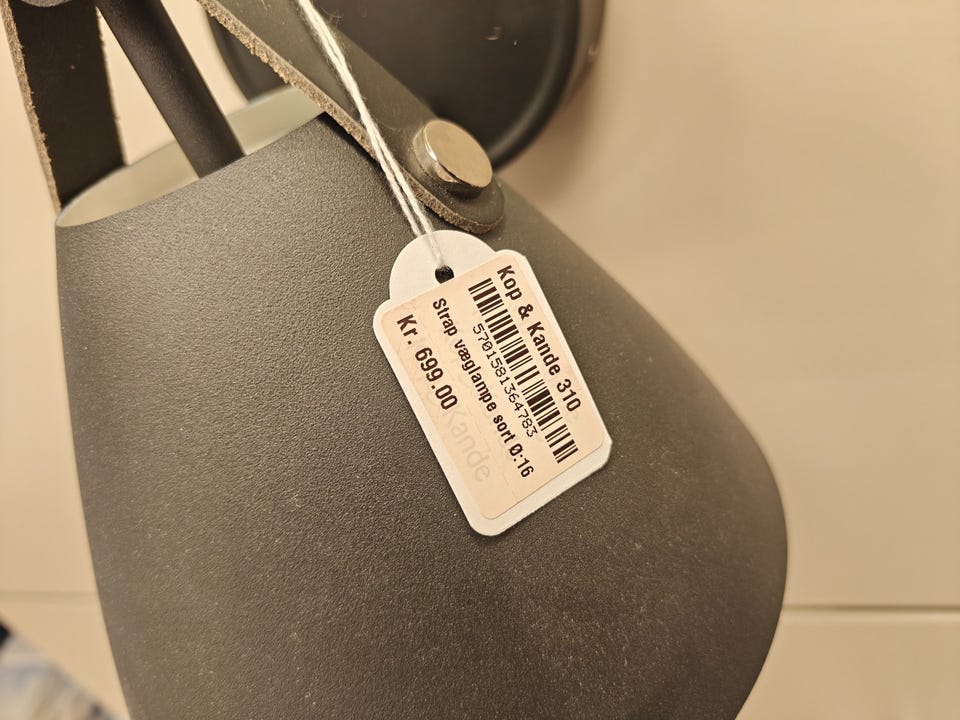 Kop & Kande 310
5701581364783
Strap væglampe sort Ø:16
Kr. 699.00
Kande